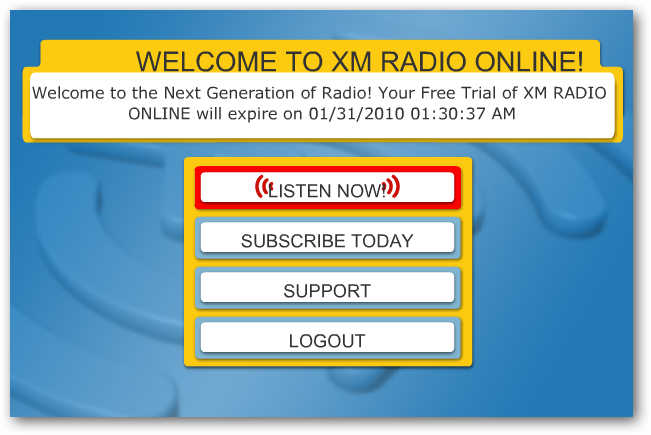 WELCOME TO XM RADIO ONLINE!
Welcome to the Next Generation of Radio! Your Free Trial of XM RADIO
ONLINE will expire on 01/31/2010 01:30:37 AM
LISTEN NOW!
SUBSCRIBE TODAY
SUPPORT
LOGOUT